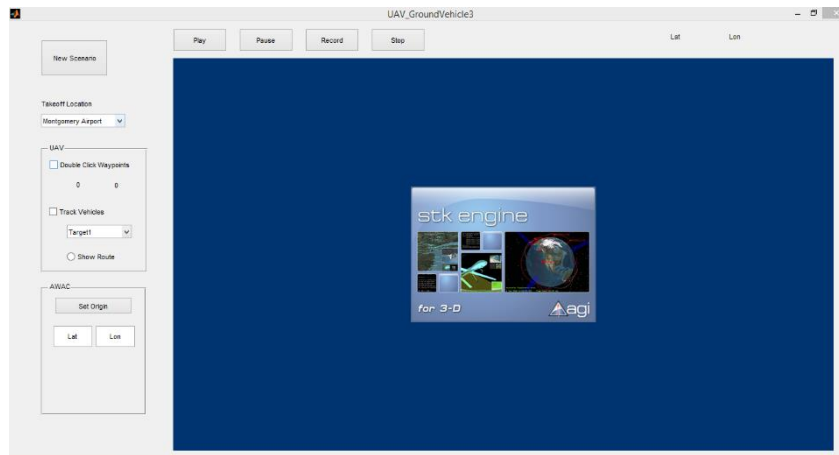 UAV_GroundVehicle3
New Scenario
Play
Pause
Record
Stop
Lat
Lon
Takeoff Location
Montgomery Airport
UAV
Double Click Waypoints
0
0
Track Vehicles
Target1
Show Route
AWAC
Set Origin
Lat
Lon
stk engine
for 3-D
agi